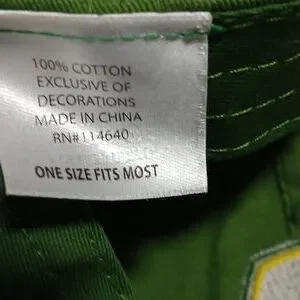 100% COTTON
EXCLUSIVE OF
DECORATIONS
MADE IN CHINA
RN#114640
ONE SIZE FITS MOST